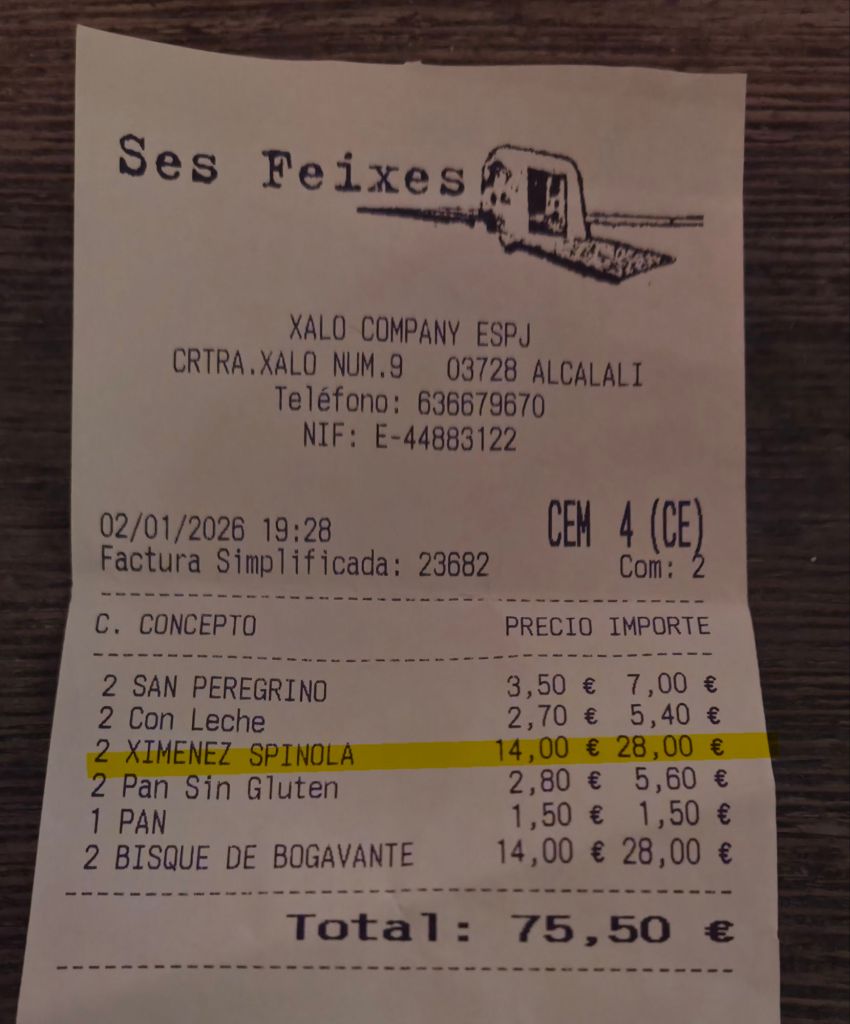 Ses Feixes
XALO COMPANY ESPJ
CRTRA.XALO NUM.9 03728 ALCALALI
Teléfono: 636679670
NIF: E-44883122
02/01/2026 19:28 CEM 4 (CE)
Factura Simplificada: 23682 Com: 2
C. CONCEPTO PRECIO IMPORTE
2 SAN PEREGRINO 3,50 € 7,00 €
2 Con Leche 2,70 € 5,40 €
2 XIMENEZ SPINOLA 14,00 € 28,00 €
2 Pan Sin Gluten 2,80 € 5,60 €
1 PAN 1,50 € 1,50 €
2 BISQUE DE BOGAVANTE 14,00 € 28,00 €
Total: 75,50 €